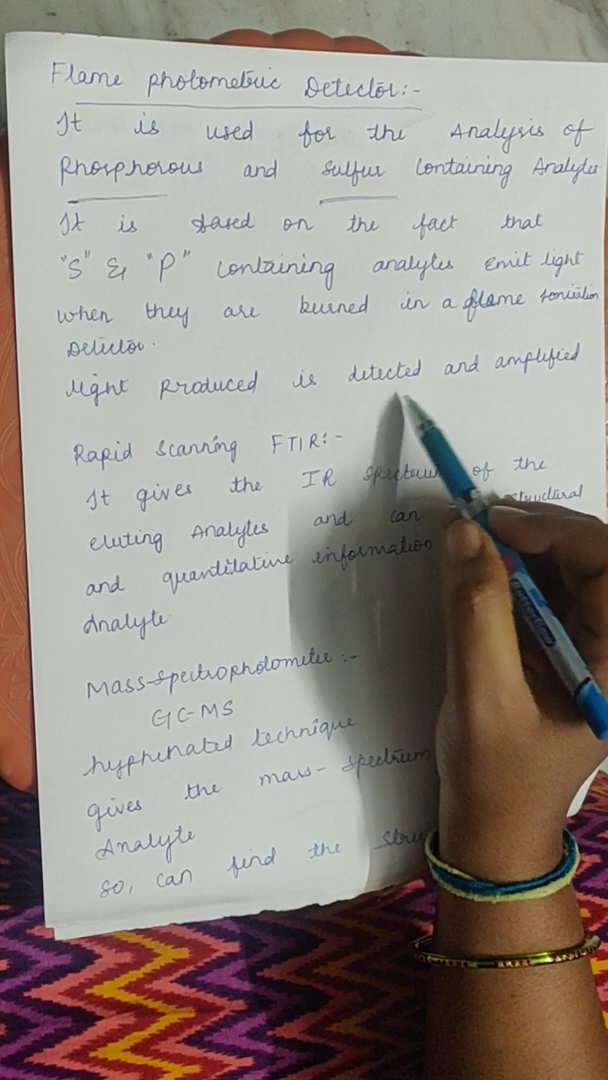 Flame photometric Detector:-
It is used for the Analysis of
Phosphorous and sulfur Containing Analytes
It is based on the fact that
"S" & "P" containing analytes emit light
when they are burned in a flame ionisation
Detector.
light produced is detected and amplified
Rapid Scanning FTIR:-
It gives the IR spectrum of the
eluting Analytes and can structural
and quantitative information
Analyte
Mass-spectrophotometer:-
GC-MS
hyphenated technique
gives the mass-spectrum
Analyte
so, can find the